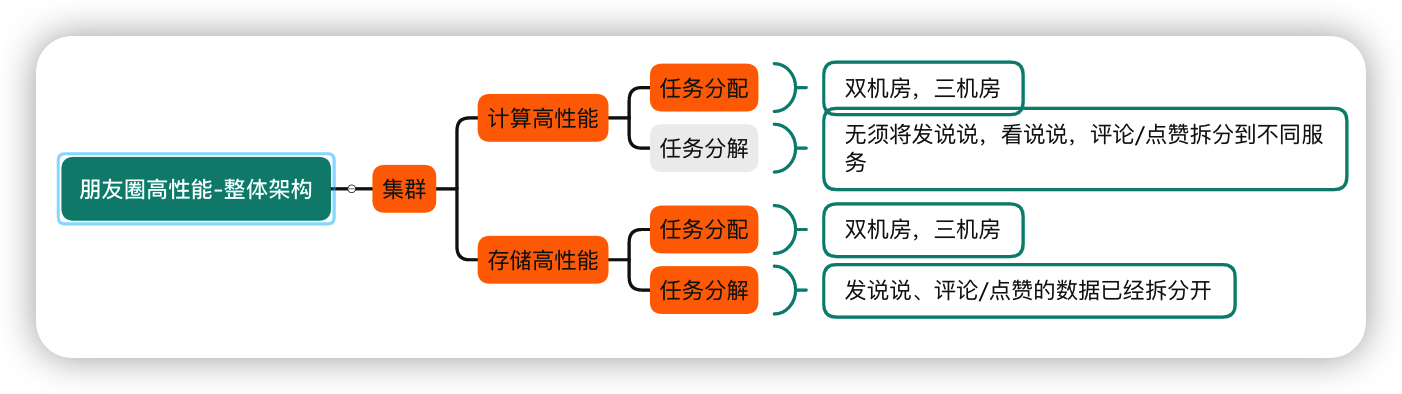 朋友圈高性能-整体架构
集群
计算高性能
任务分配
双机房，三机房
任务分解
无须将发说说，看说说，评论/点赞拆分到不同服
务
存储高性能
任务分配
双机房，三机房
任务分解
发说说、评论/点赞的数据已经拆分开